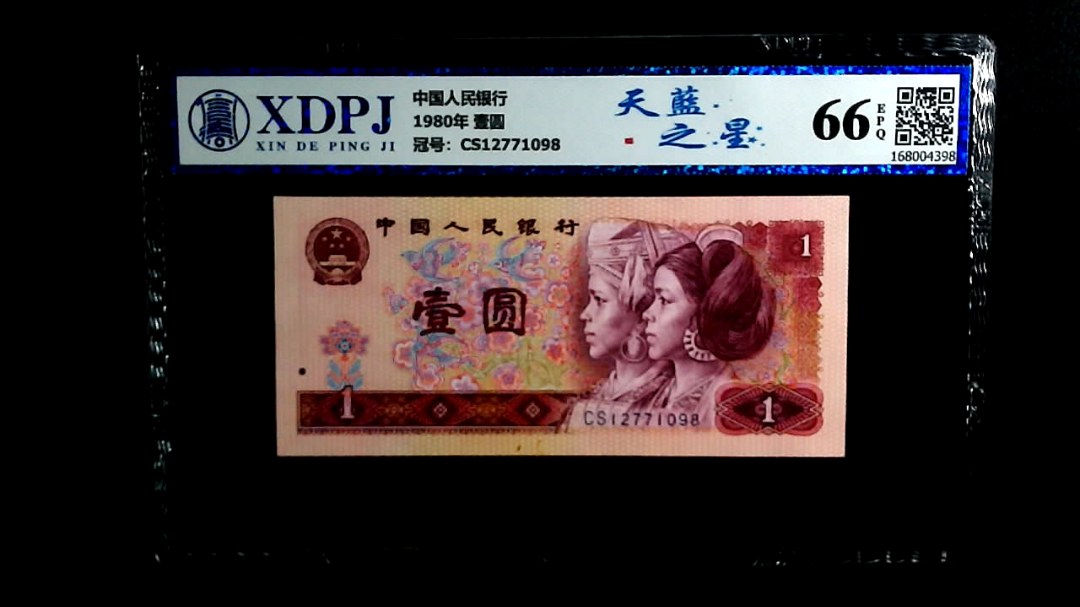 XDPJ
XIN DE PING JI
中国人民银行
1980年 壹圆
冠号: CS12771098
天藍
之星
66
EPQ
168004398
中国人民银行
1
壹圆
1
CS12771098
1